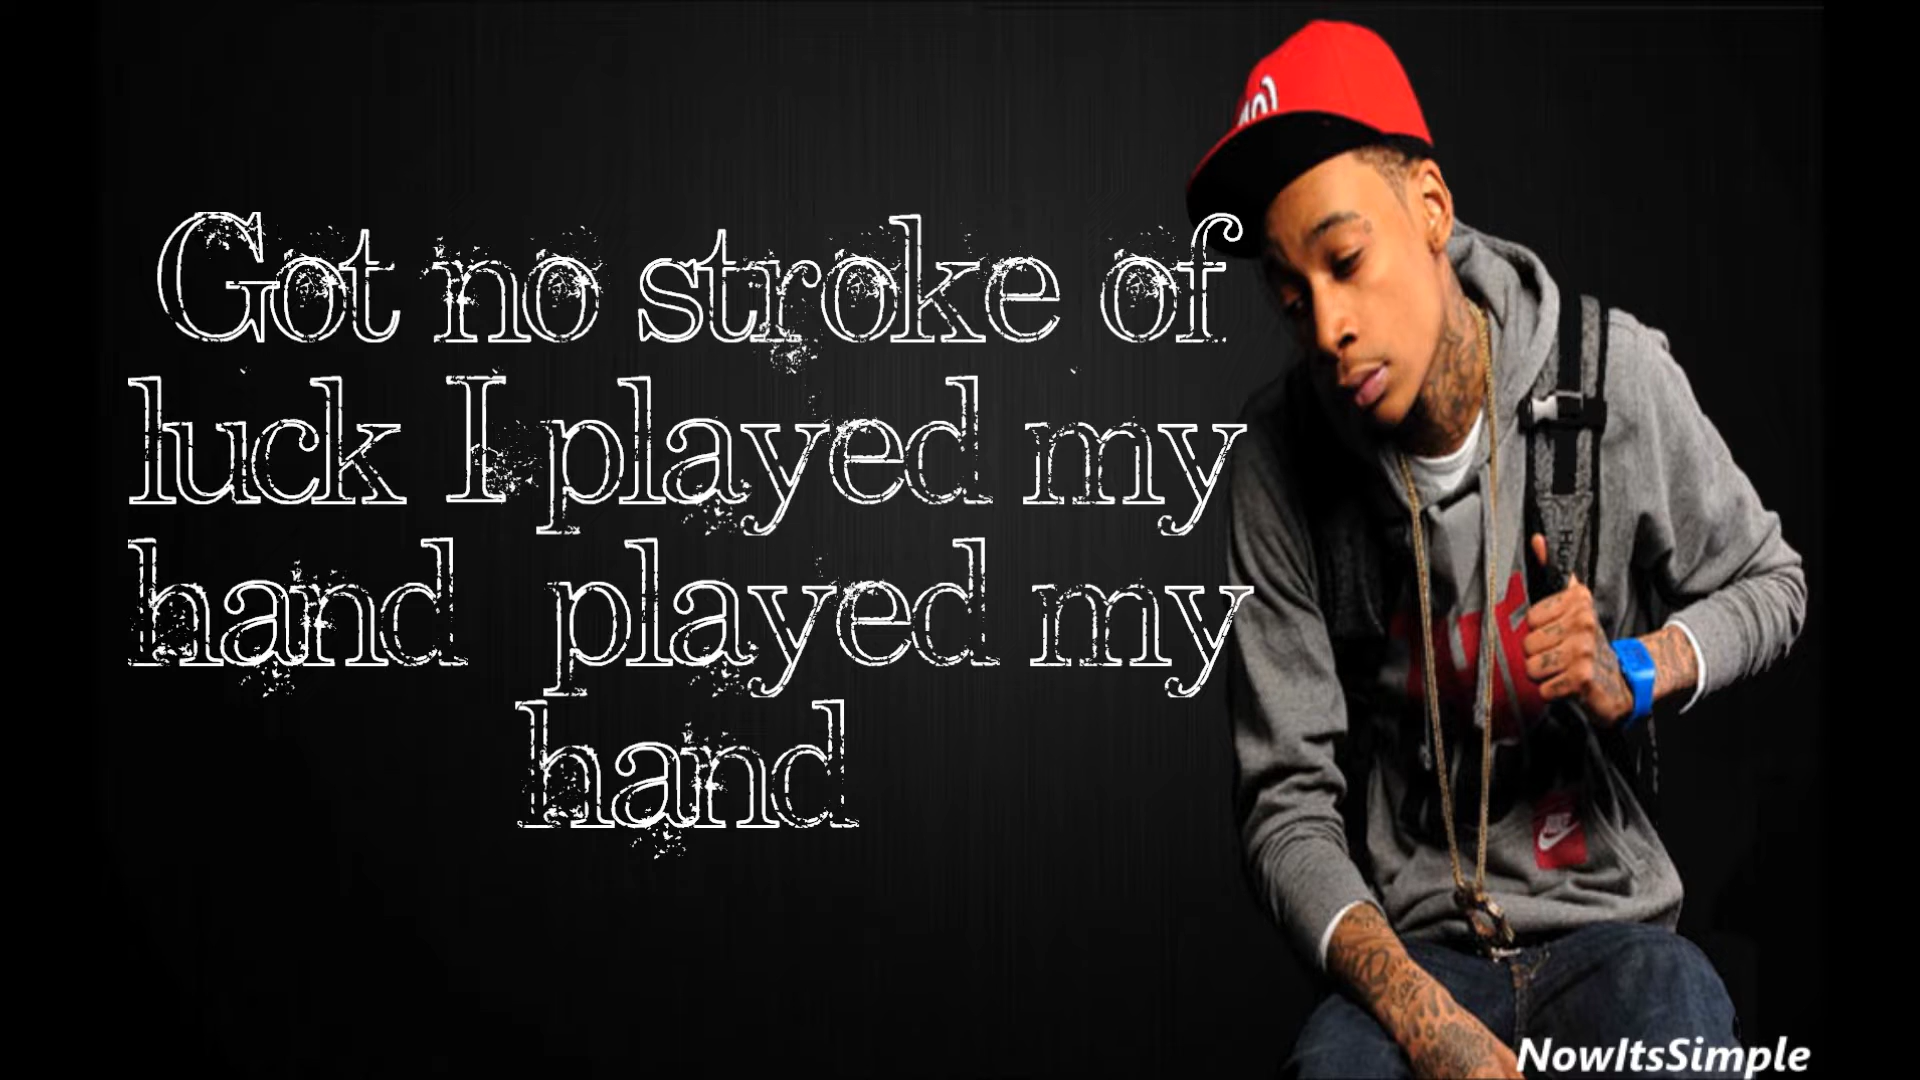 Got no stroke of
luck I played my
hand played my
hand
NowItsSimple